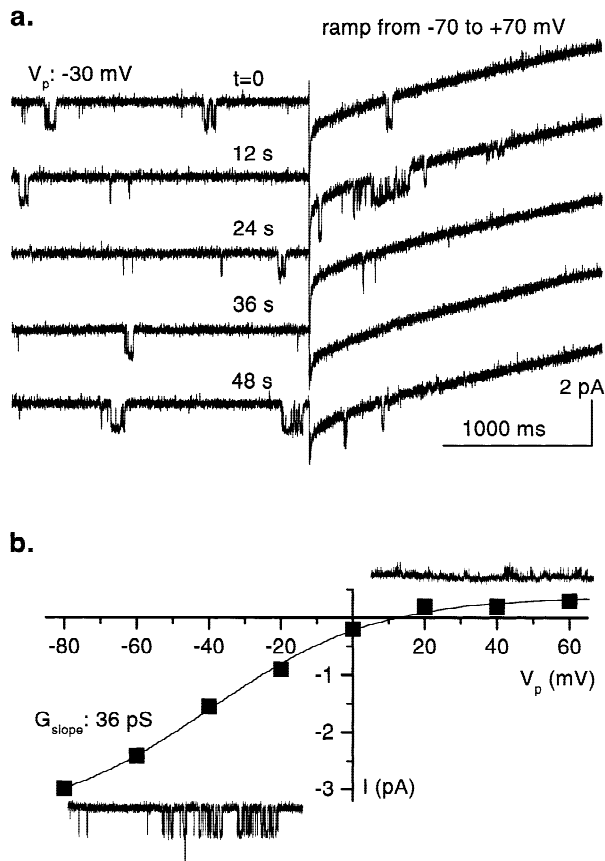 a.
ramp from -70 to +70 mV
Vp: -30 mV
t=0
12 s
24 s
36 s
48 s
2 pA
1000 ms
b.
-80 -60 -40 -20 20 40 60
Vp (mV)
-1
Gslope: 36 pS
-2
-3 I (pA)